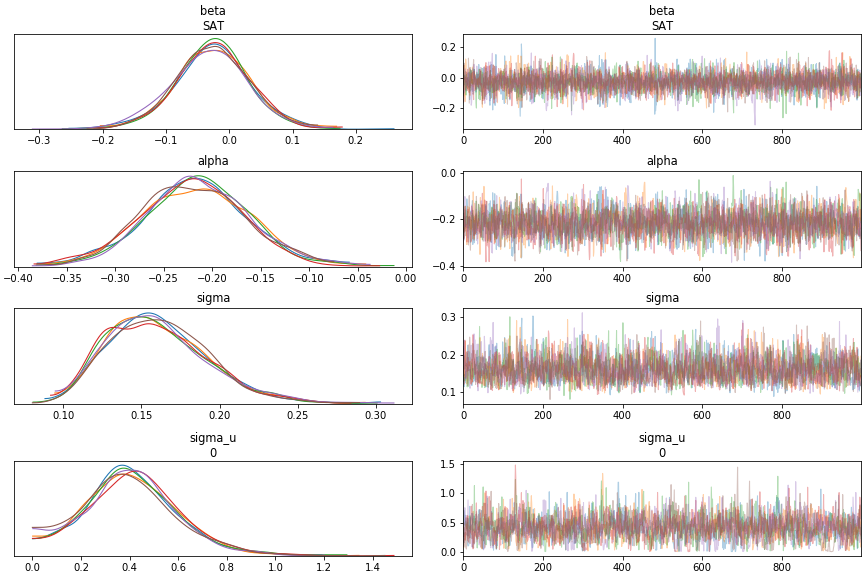 beta
SAT
−0.3 −0.2 −0.1 0.0 0.1 0.2
beta
SAT
0.2
0.0
−0.2
0 200 400 600 800
alpha
−0.40 −0.35 −0.30 −0.25 −0.20 −0.15 −0.10 −0.05 0.00
alpha
0.0
−0.2
−0.4
0 200 400 600 800
sigma
0.10 0.15 0.20 0.25 0.30
sigma
0.3
0.2
0.1
0 200 400 600 800
sigma_u
0
0.0 0.2 0.4 0.6 0.8 1.0 1.2 1.4
sigma_u
0
1.5
1.0
0.5
0.0
0 200 400 600 800